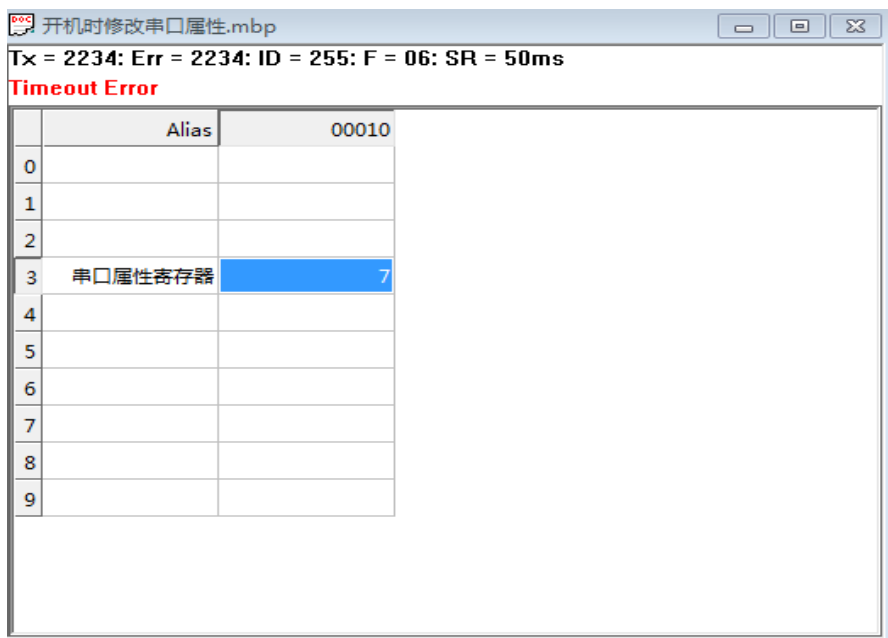 开机时修改串口属性.mbp
Tx = 2234: Err = 2234: ID = 255: F = 06: SR = 50ms
Timeout Error
Alias 00010
0
1
2
3 串口属性寄存器 7
4
5
6
7
8
9